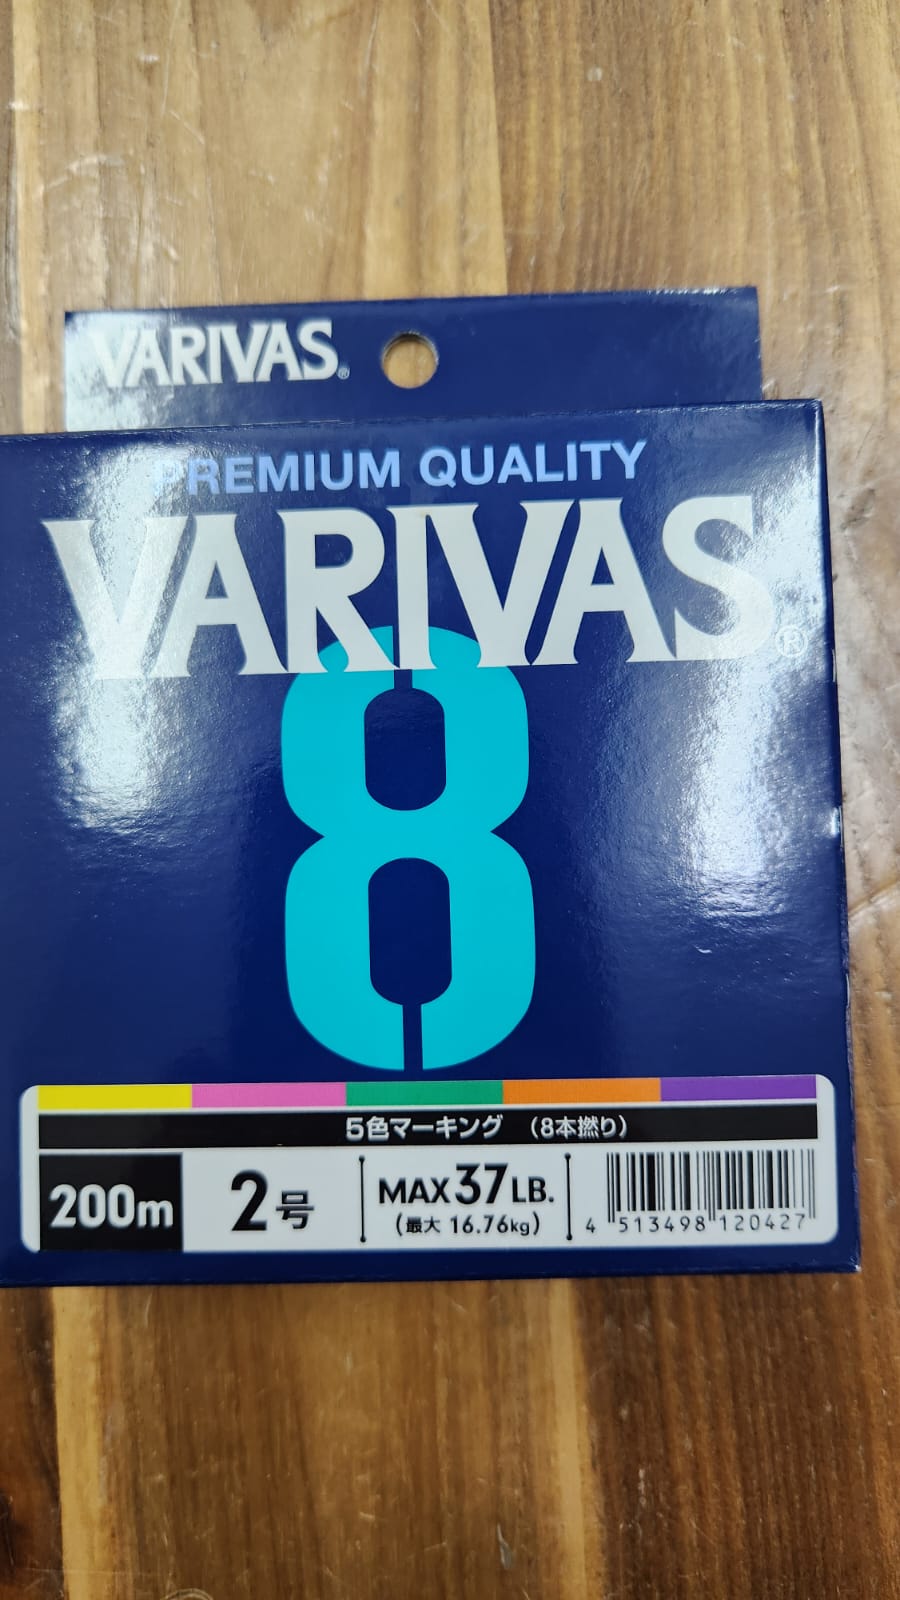 VARIVAS®
PREMIUM QUALITY
VARIVAS®
8
5色マーキング (8本撚り)
200m
2号
MAX 37 LB.
(最大 16.76kg)
4 513498 120427